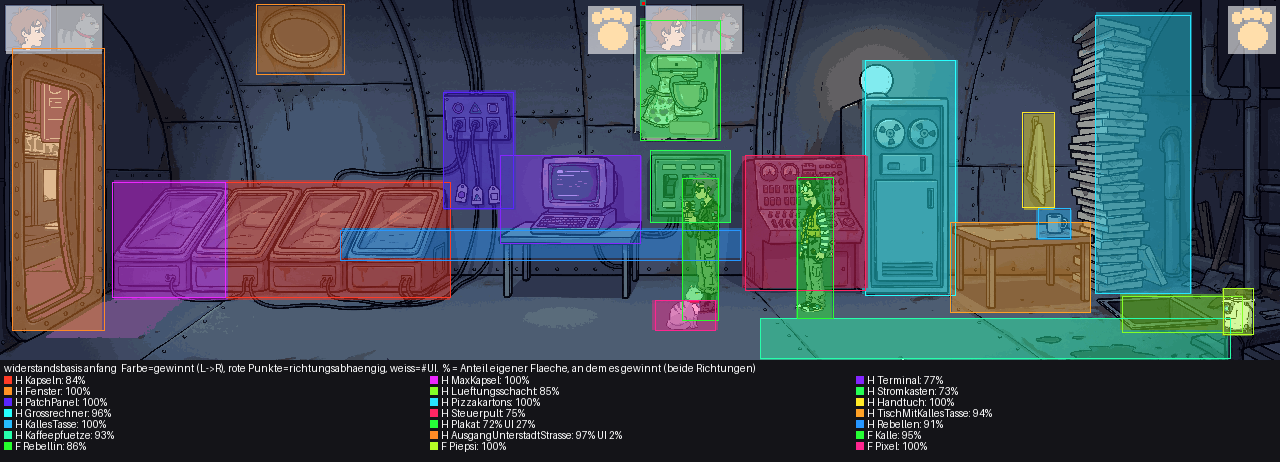 widerstandsbasisanfang Farbe=gewinnt (L->R), rote Punkte=richtungsabhaengig, weiss=#UI. % = Anteil eigener Flaeche, an dem es gewinnt (beide Richtungen)
H Kapseln: 84%
H MaxKapsel: 100%
H Terminal: 77%
H Fenster: 100%
H Lueftungsschacht: 85%
H Stromkasten: 73%
H PatchPanel: 100%
H Pizzakartons: 100%
H Handtuch: 100%
H Grossrechner: 96%
H Steuerpult: 75%
H TischMitKallesTasse: 94%
H KallesTasse: 100%
H Plakat: 72% UI 27%
H Rebellen: 91%
H Kaffeepfuetze: 93%
H AusgangUnterstadtStrasse: 97% UI 2%
F Kalle: 95%
F Rebellin: 86%
F Piepsi: 100%
F Pixel: 100%